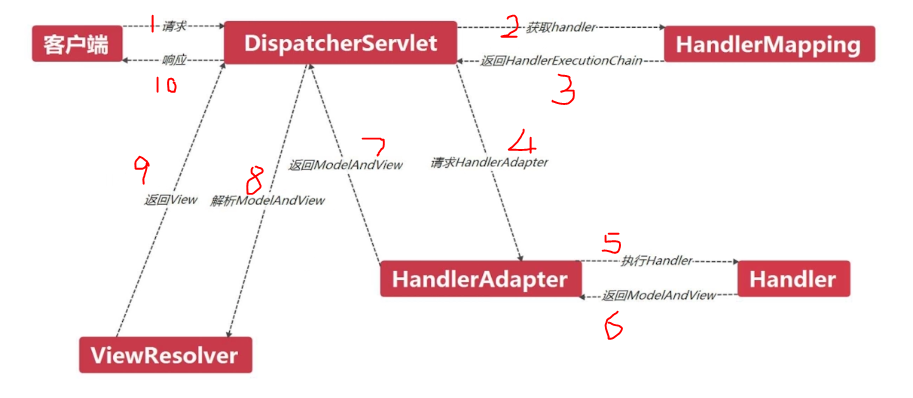 1
请求
2
获取handler
客户端
DispatcherServlet
HandlerMapping
响应
返回HandlerExecutionChain
10
3
7
4
9
8
返回ModelAndView
请求HandlerAdapter
返回View
解析ModelAndView
5
执行Handler
HandlerAdapter
Handler
返回ModelAndView
6
ViewResolver